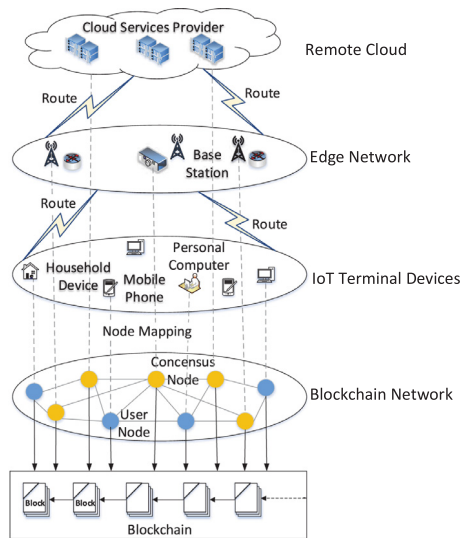 Cloud Services Provider
Remote Cloud
Route
Route
Base
Station
Edge Network
Route
Route
Personal
Computer
Household
Device
Mobile
Phone
IoT Terminal Devices
Node Mapping
Concensus
Node
Blockchain Network
User
Node
Block
Block
Blockchain